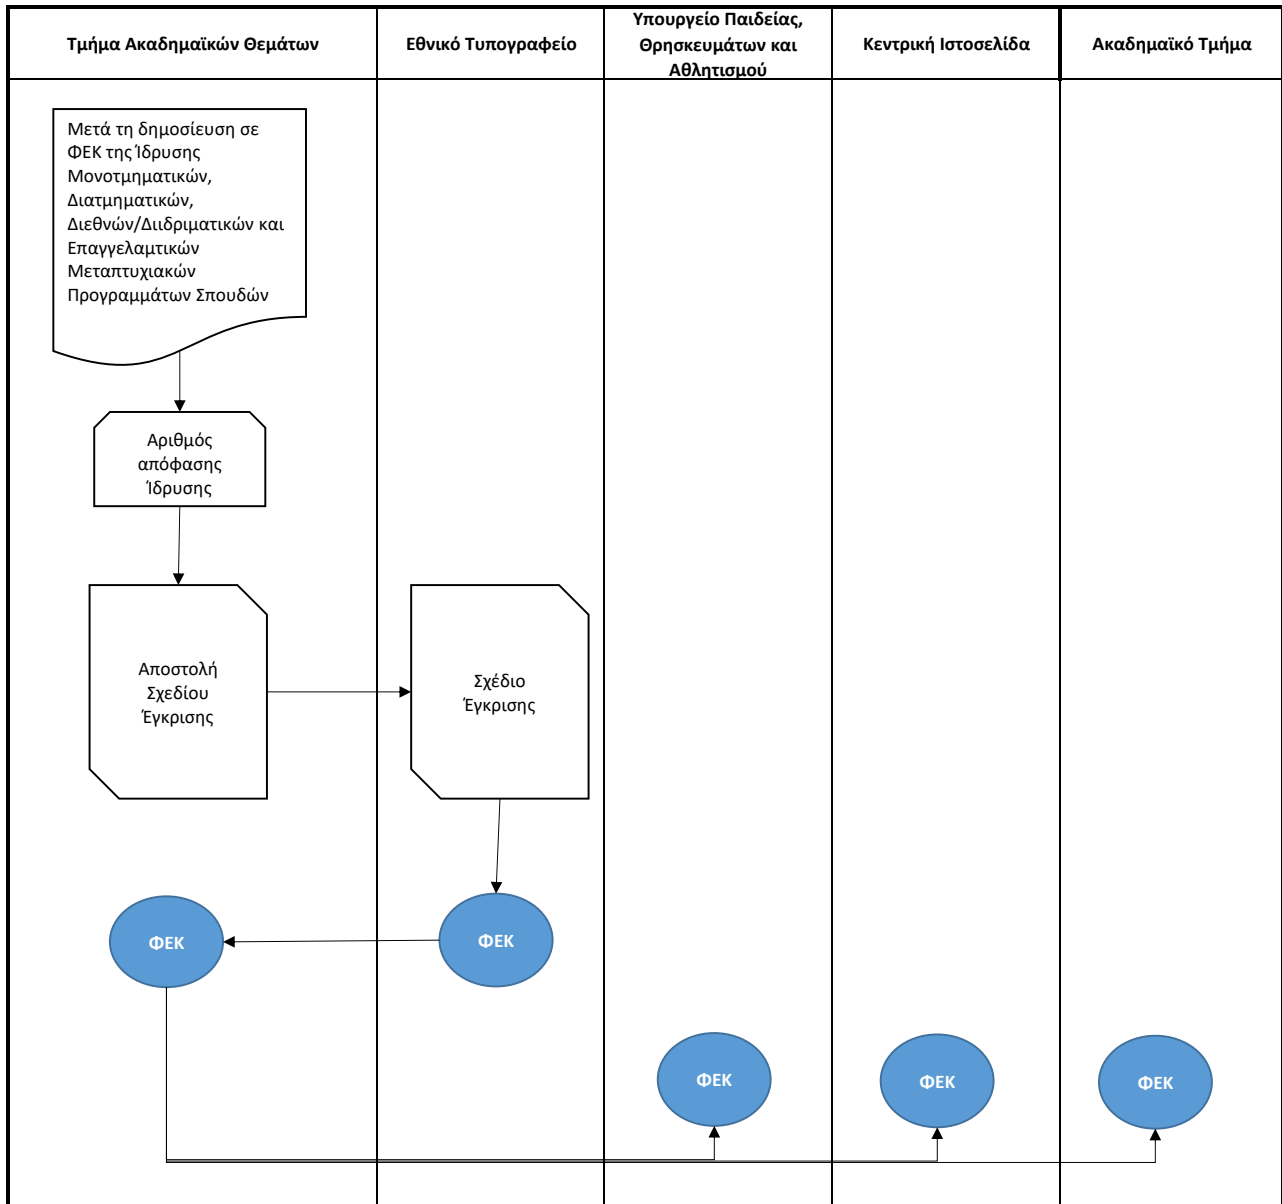 Τμήμα Ακαδημαϊκών Θεμάτων
Εθνικό Τυπογραφείο
Υπουργείο Παιδείας,
Θρησκευμάτων και
Αθλητισμού
Κεντρική Ιστοσελίδα
Ακαδημαϊκό Τμήμα
Μετά τη δημοσίευση σε
ΦΕΚ της Ίδρυσης
Μονοτμηματικών,
Διατμηματικών,
Διεθνών/Διιδριματικών και
Επαγγελαμτικών
Μεταπτυχιακών
Προγραμμάτων Σπουδών
Αριθμός
απόφασης
Ίδρυσης
Αποστολή
Σχεδίου
Έγκρισης
Σχέδιο
Έγκρισης
ΦΕΚ
ΦΕΚ
ΦΕΚ
ΦΕΚ
ΦΕΚ